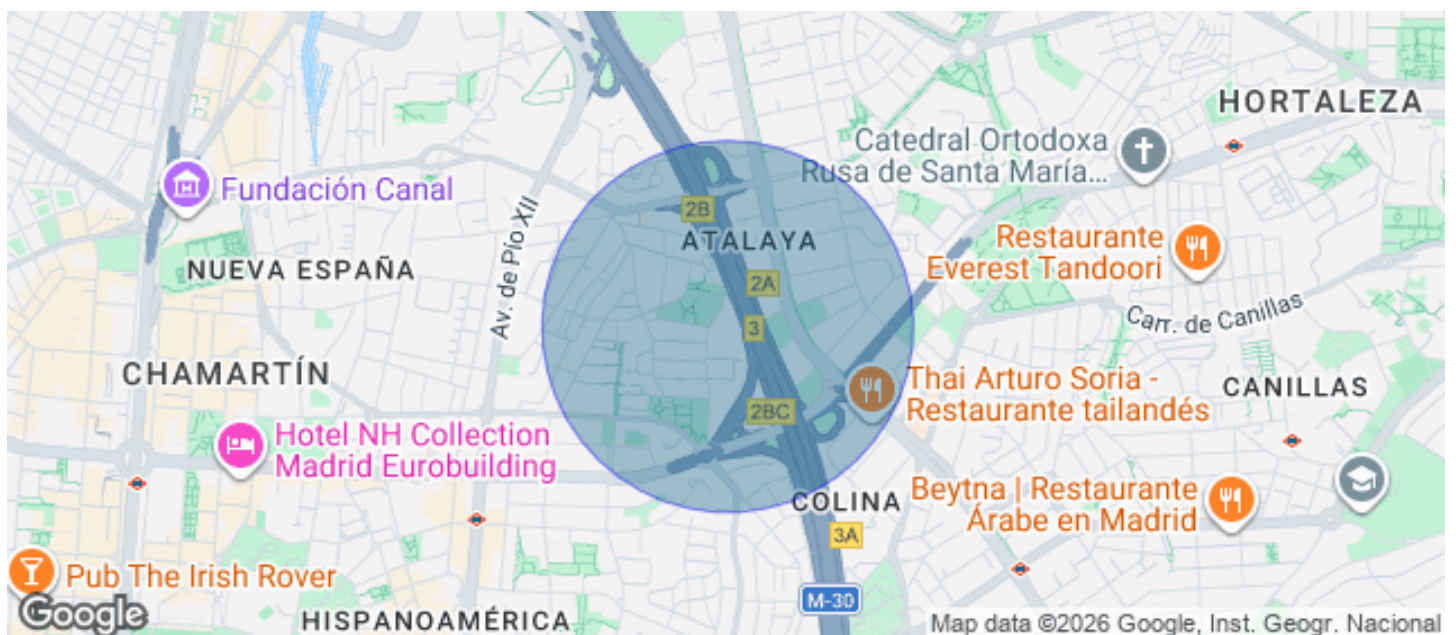 HORTALEZA
Catedral Ortodoxa
Rusa de Santa María...
Fundación Canal
2B
ATALAYA
Av. de Pío XII
Restaurante
Everest Tandoori
NUEVA ESPAÑA
2A
Carr. de Canillas
3
CHAMARTÍN
Thai Arturo Soria -
Restaurante tailandés
CANILLAS
2BC
Hotel NH Collection
Madrid Eurobuilding
COLINA
Beytna | Restaurante
Árabe en Madrid
3A
Pub The Irish Rover
M-30
Google
HISPANOAMÉRICA
Map data ©2026 Google, Inst. Geogr. Nacional